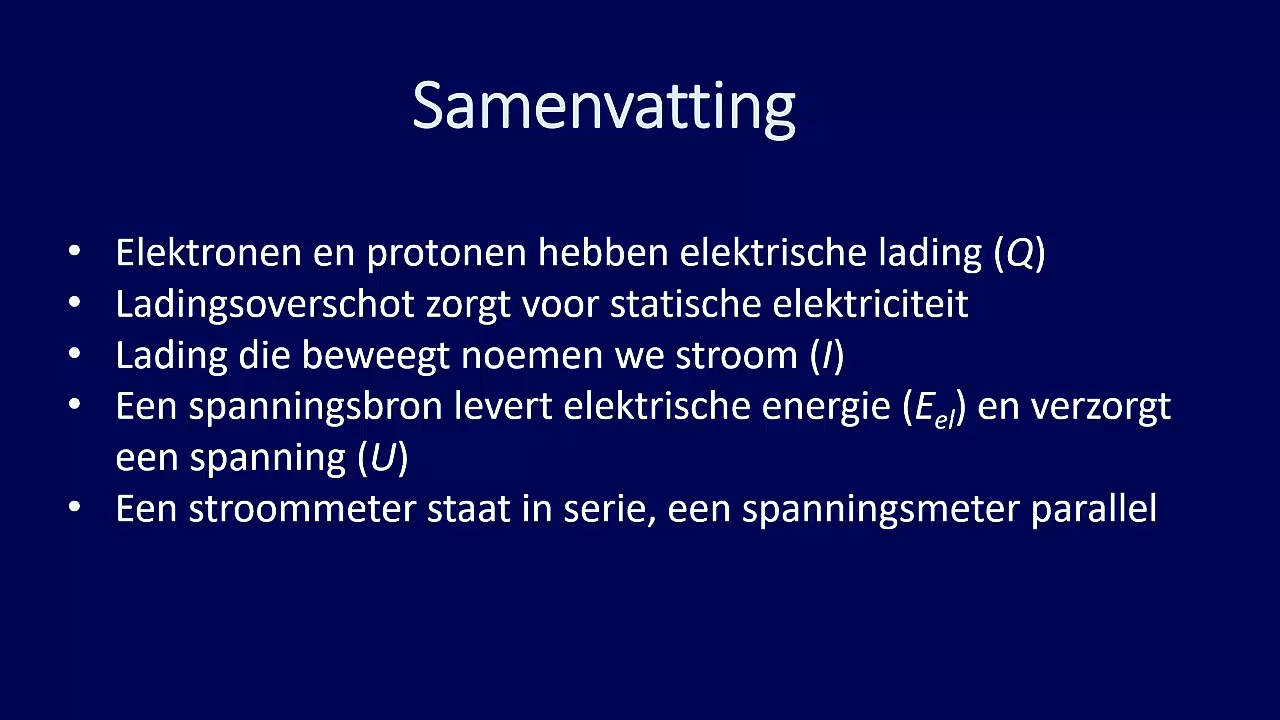 Samenvatting
• Elektronen en protonen hebben elektrische lading (Q)
• Ladingsoverschot zorgt voor statische elektriciteit
• Lading die beweegt noemen we stroom (I)
• Een spanningsbron levert elektrische energie (Eel) en verzorgt
een spanning (U)
• Een stroommeter staat in serie, een spanningsmeter parallel